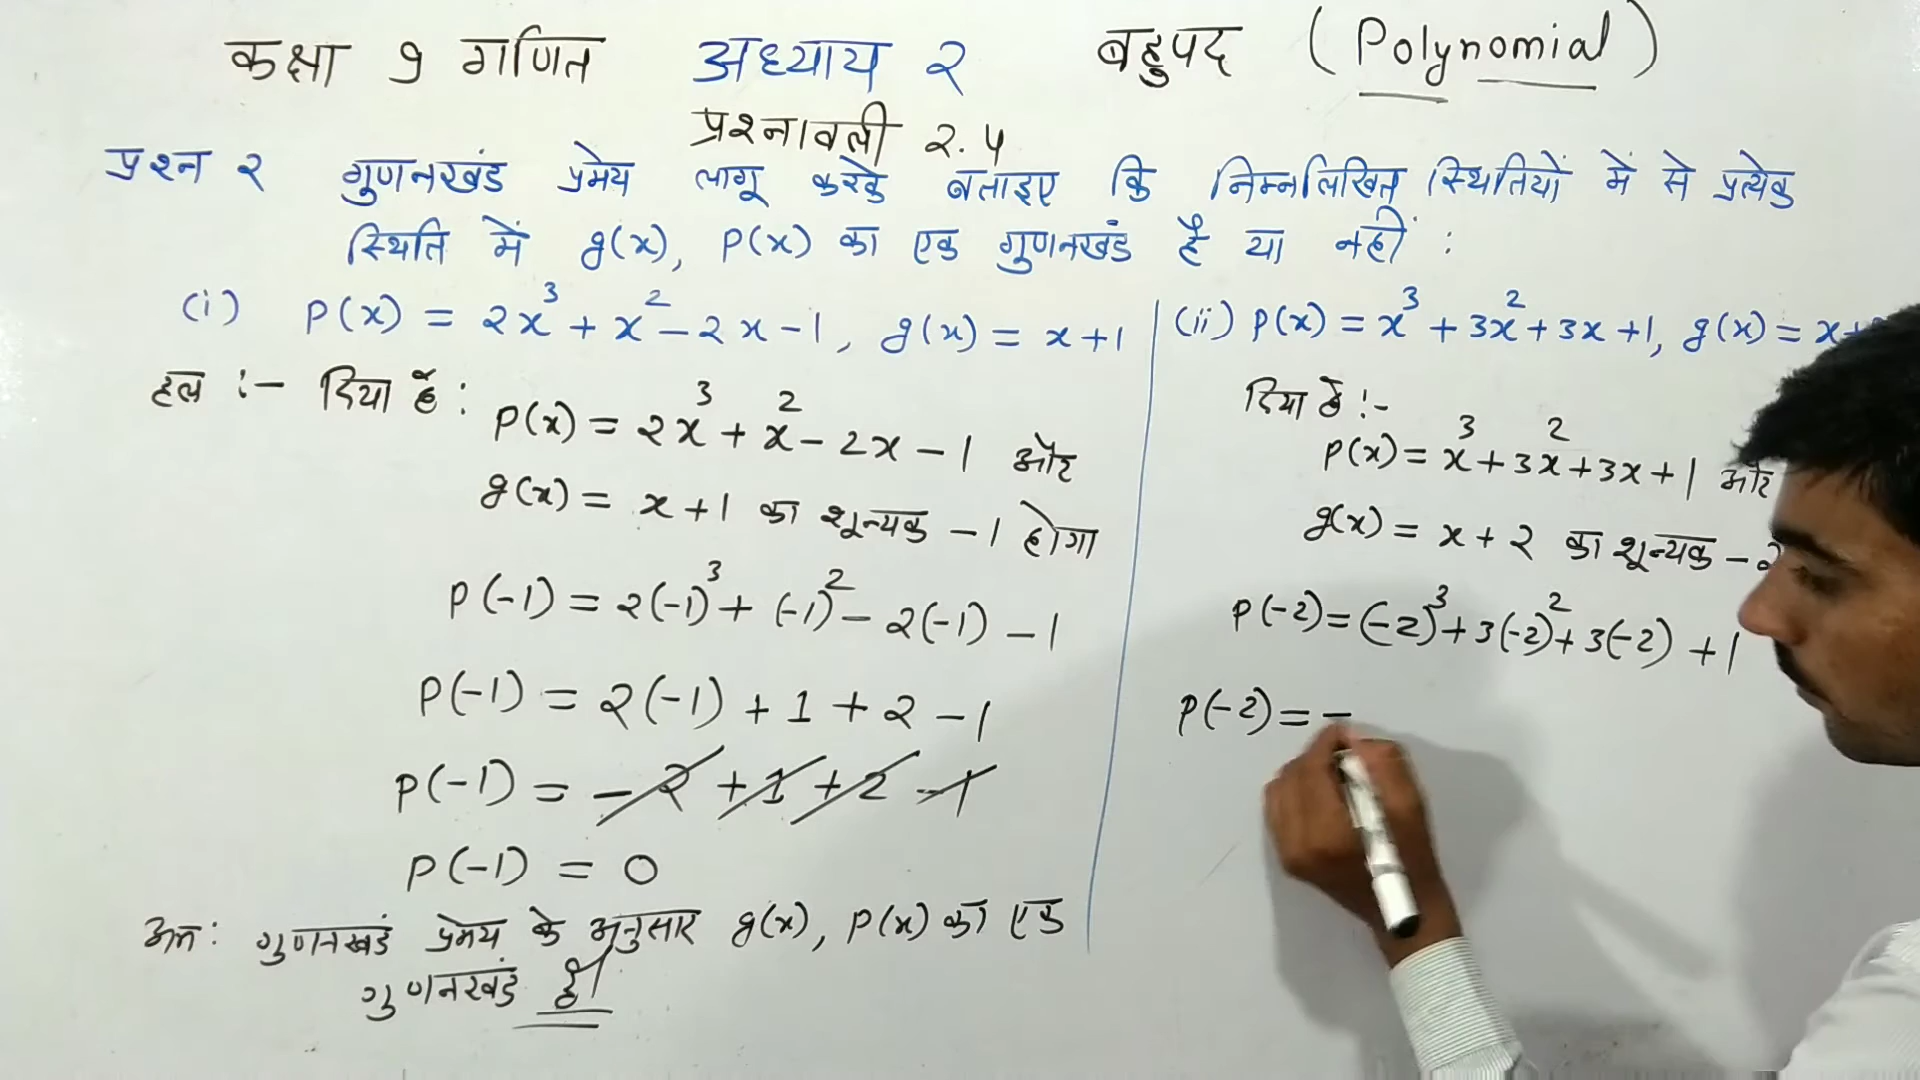 कक्षा 9 गणित अध्याय २ बहुपद (Polynomial)
प्रश्नावली २.५
प्रश्न २ गुणनखंड प्रमेय लागू करके बताइए कि निम्नलिखित स्थितियों में से प्रत्येक
स्थिति में g(x), p(x) का एक गुणनखंड है या नहीं :
(i) p(x) = 2x³ + x² - 2x - 1, g(x) = x + 1
हल :- दिया है :
p(x) = 2x³ + x² - 2x - 1 और
g(x) = x + 1 का शून्यक -1 होगा
p(-1) = 2(-1)³ + (-1)² - 2(-1) - 1
p(-1) = 2(-1) + 1 + 2 - 1
p(-1) = -2 + 1 + 2 - 1
p(-1) = 0
अतः गुणनखंड प्रमेय के अनुसार g(x), p(x) का एक
गुणनखंड है।
(ii) p(x) = x³ + 3x² + 3x + 1, g(x) = x +
दिया है :-
p(x) = x³ + 3x² + 3x + 1 और
g(x) = x + 2 का शून्यक -2
p(-2) = (-2)³ + 3(-2)² + 3(-2) + 1
p(-2) = -